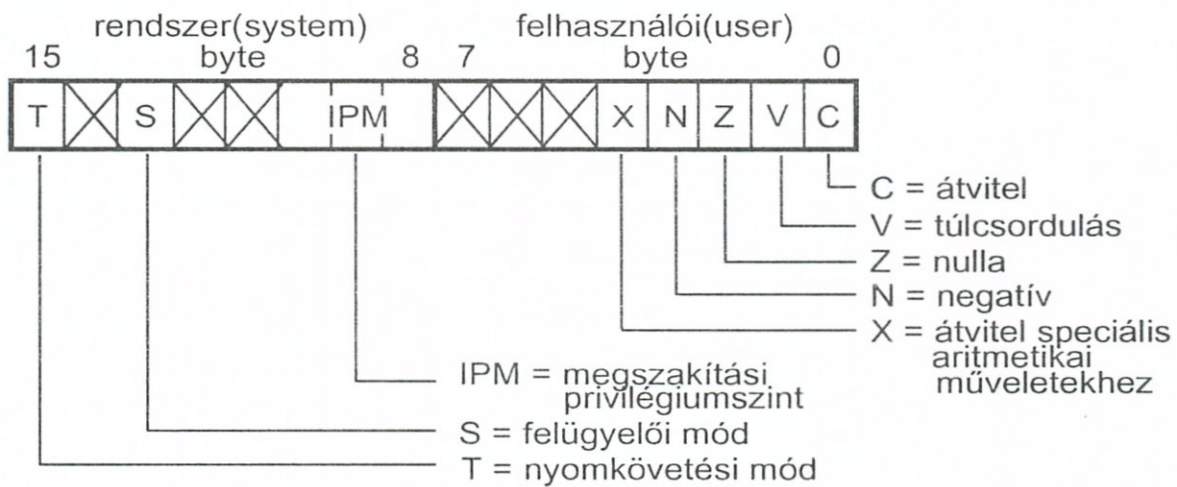 rendszer(system) felhasználói(user)
15 byte 8 7 byte 0
T S IPM X N Z V C
C = átvitel
V = túlcsordulás
Z = nulla
N = negatív
X = átvitel speciális
aritmetikai
műveletekhez
IPM = megszakítási
privilégiumszint
S = felügyelői mód
T = nyomkövetési mód